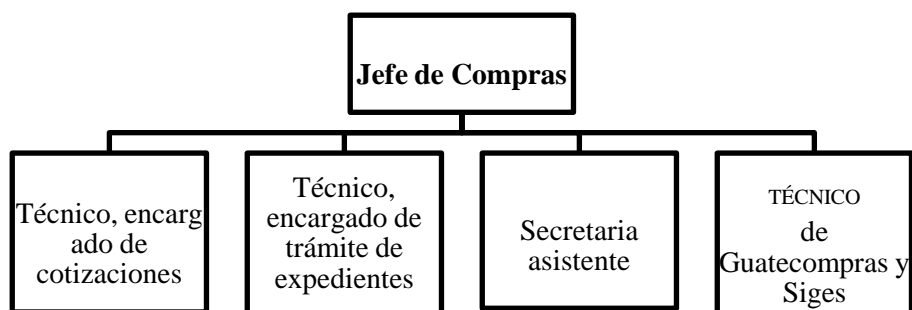 Jefe de Compras
Técnico, encarg
ado de
cotizaciones
Técnico,
encargado de
trámite de
expedientes
Secretaria
asistente
TÉCNICO
de
Guatecompras y
Siges